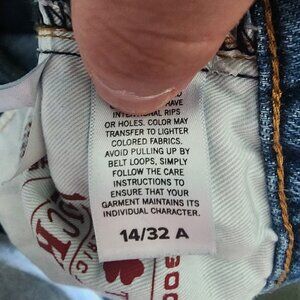 HAVE
INTENTIONAL RIPS
OR HOLES. COLOR MAY
TRANSFER TO LIGHTER
COLORED FABRICS.
AVOID PULLING UP BY
BELT LOOPS, SIMPLY
FOLLOW THE CARE
INSTRUCTIONS TO
ENSURE THAT YOUR
GARMENT MAINTAINS ITS
INDIVIDUAL CHARACTER.
14/32 A